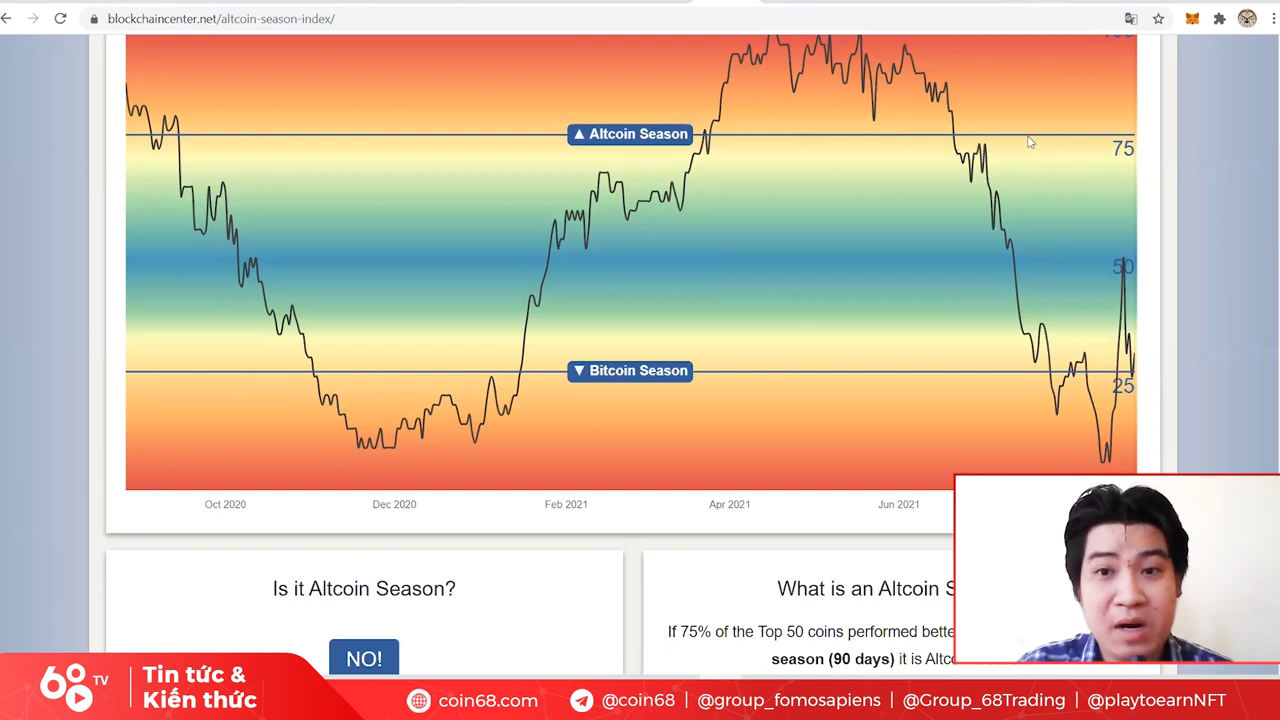 blockchaincenter.net/altcoin-season-index/
100
▲ Altcoin Season
75
50
▼ Bitcoin Season
25
Oct 2020
Dec 2020
Feb 2021
Apr 2021
Jun 2021
Is it Altcoin Season?
NO!
What is an Altcoin S
If 75% of the Top 50 coins performed bette
season (90 days) it is Altc
68 TV
Tin tức &
Kiến thức
coin68.com
@coin68 | @group_fomosapiens | @Group_68Trading | @playtoearnNFT